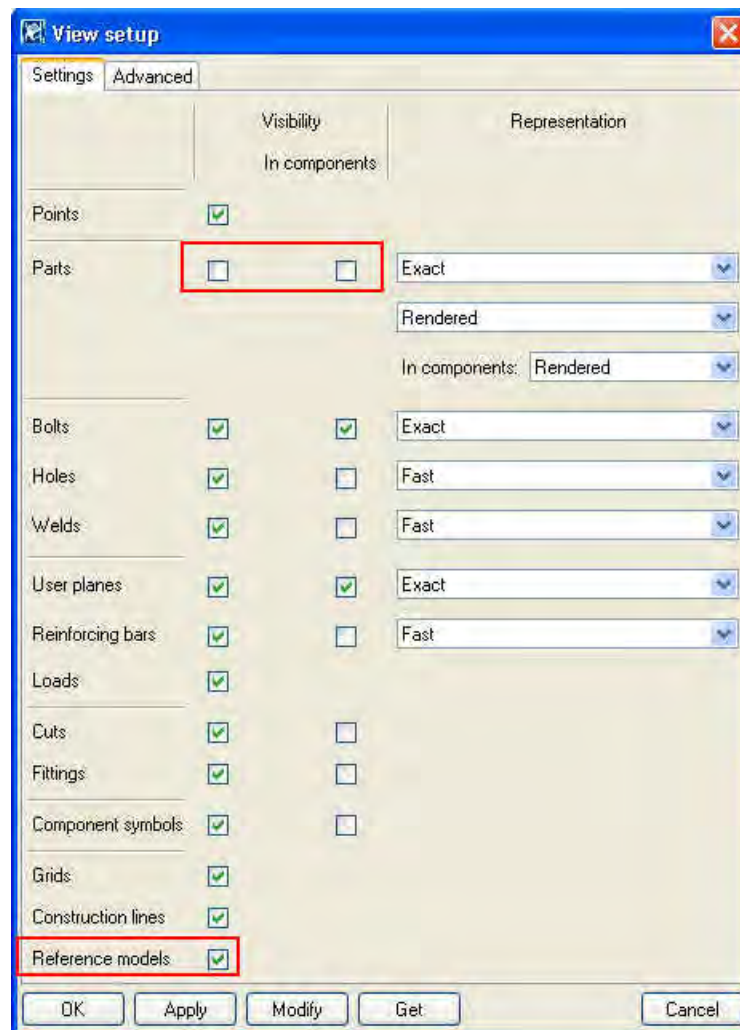 View setup
Settings Advanced
Visibility Representation
In components
Points
Parts Exact
Rendered
In components: Rendered
Bolts Exact
Holes Fast
Welds Fast
User planes Exact
Reinforcing bars Fast
Loads
Cuts
Fittings
Component symbols
Grids
Construction lines
Reference models
OK Apply Modify Get Cancel